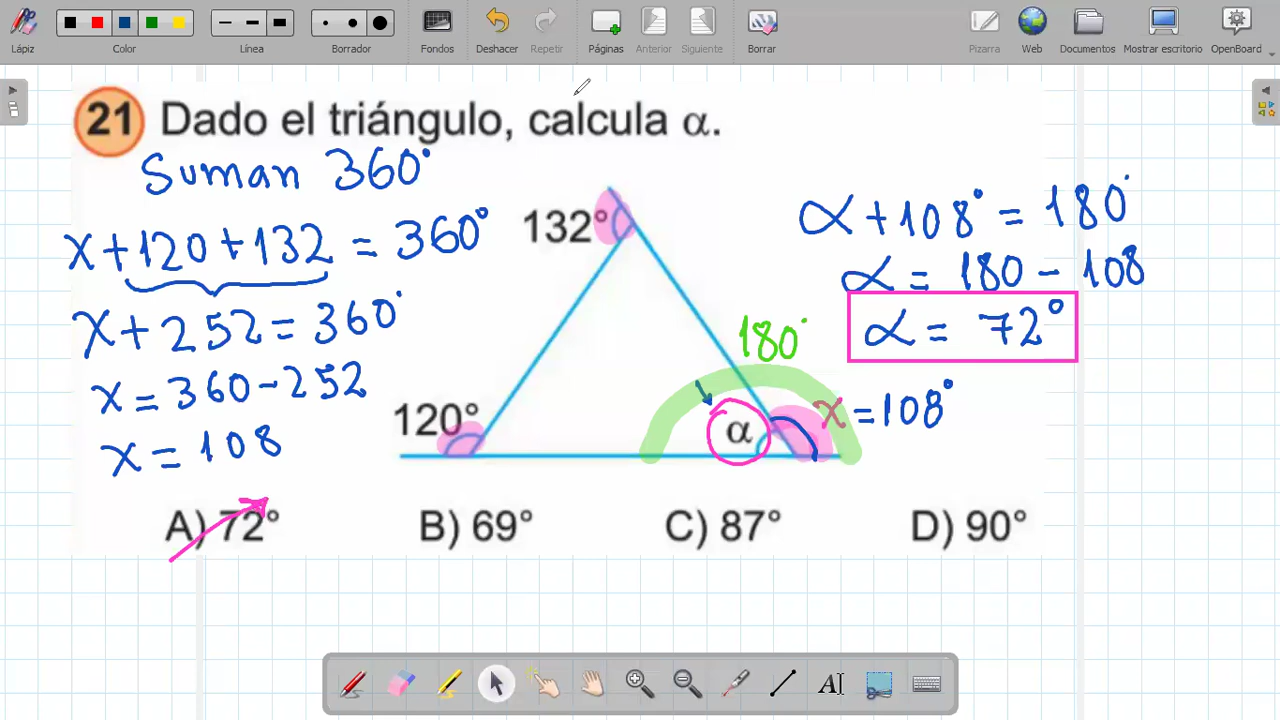 Lápiz Color Línea Borrador Fondos Deshacer Repetir Páginas Anterior Siguiente Borrar Pizarra Web Documentos Mostrar escritorio OpenBoard
21 Dado el triángulo, calcula α.
Suman 360°
x+120+132 = 360°
x+252=360°
x=360-252
x=108
132°
120°
α
180°
x=108°
α+108°=180°
α= 180-108
α= 72°
A) 72° B) 69° C) 87° D) 90°
AI